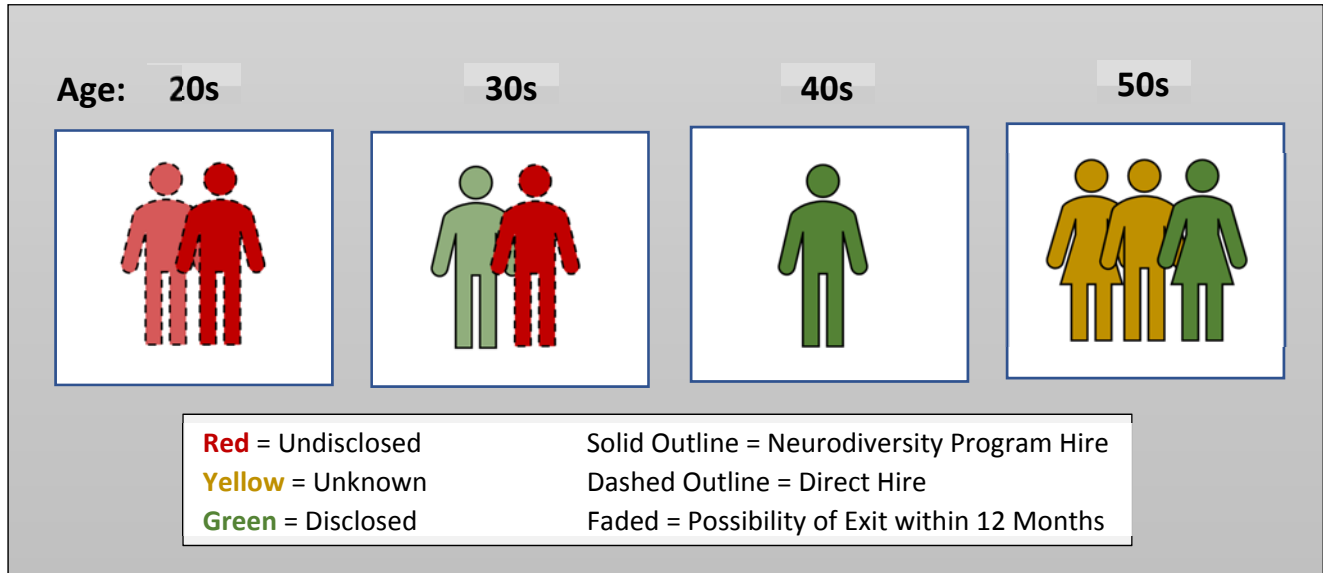 Age: 20s 30s 40s 50s
Red = Undisclosed
Yellow = Unknown
Green = Disclosed
Solid Outline = Neurodiversity Program Hire
Dashed Outline = Direct Hire
Faded = Possibility of Exit within 12 Months